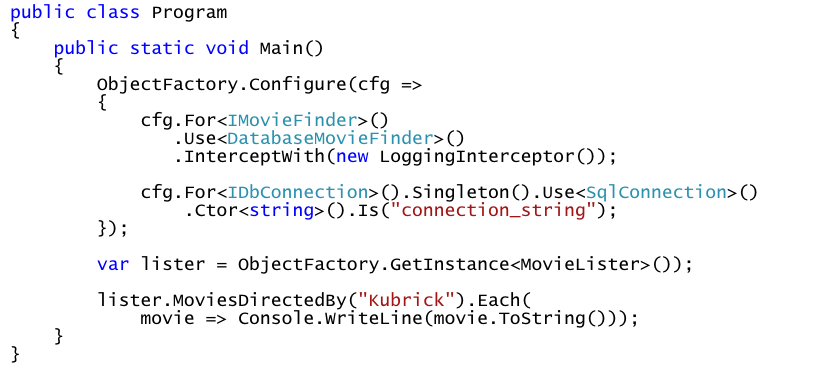 public class Program
{
    public static void Main()
    {
        ObjectFactory.Configure(cfg =>
        {
            cfg.For<IMovieFinder>()
               .Use<DatabaseMovieFinder>()
               .InterceptWith(new LoggingInterceptor());

            cfg.For<IDbConnection>().Singleton().Use<SqlConnection>()
                .Ctor<string>().Is("connection_string");
        });

        var lister = ObjectFactory.GetInstance<MovieLister>());

        lister.MoviesDirectedBy("Kubrick").Each(
            movie => Console.WriteLine(movie.ToString()));
    }
}